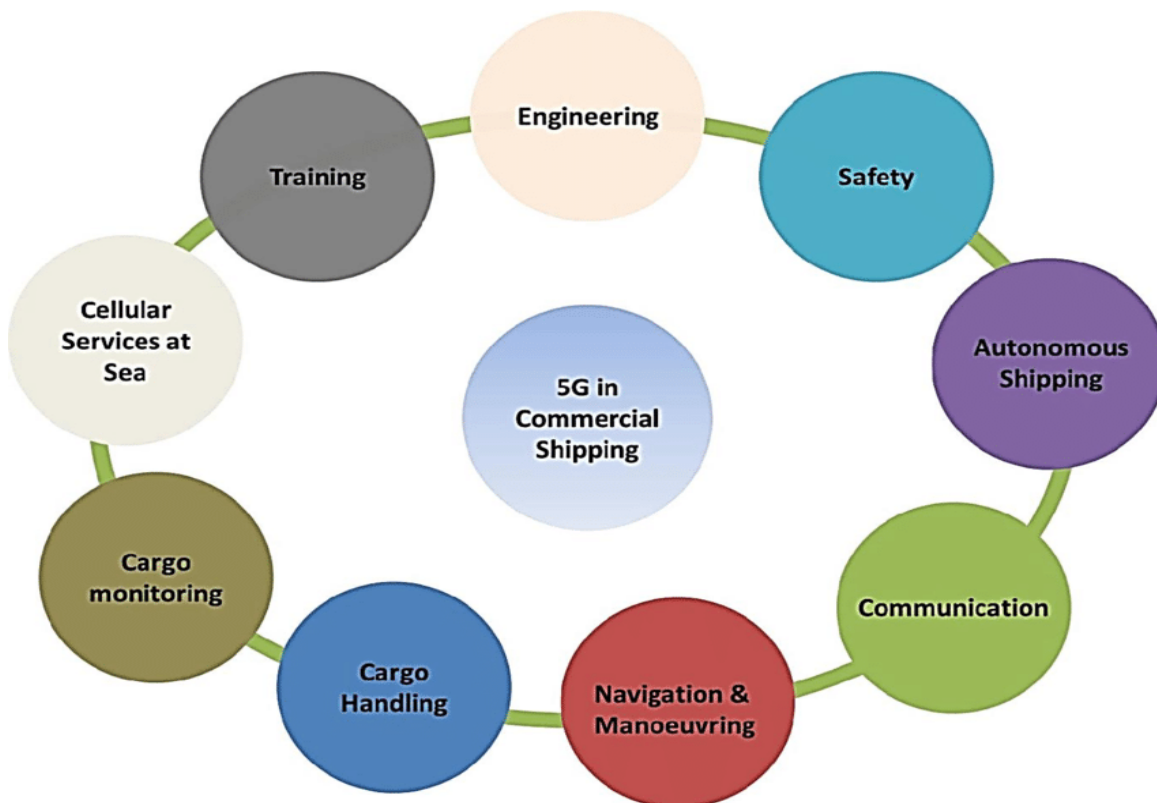 Engineering
Training
Safety
Cellular
Services at
Sea
Autonomous
Shipping
5G in
Commercial
Shipping
Cargo
monitoring
Communication
Cargo
Handling
Navigation &
Manoeuvring